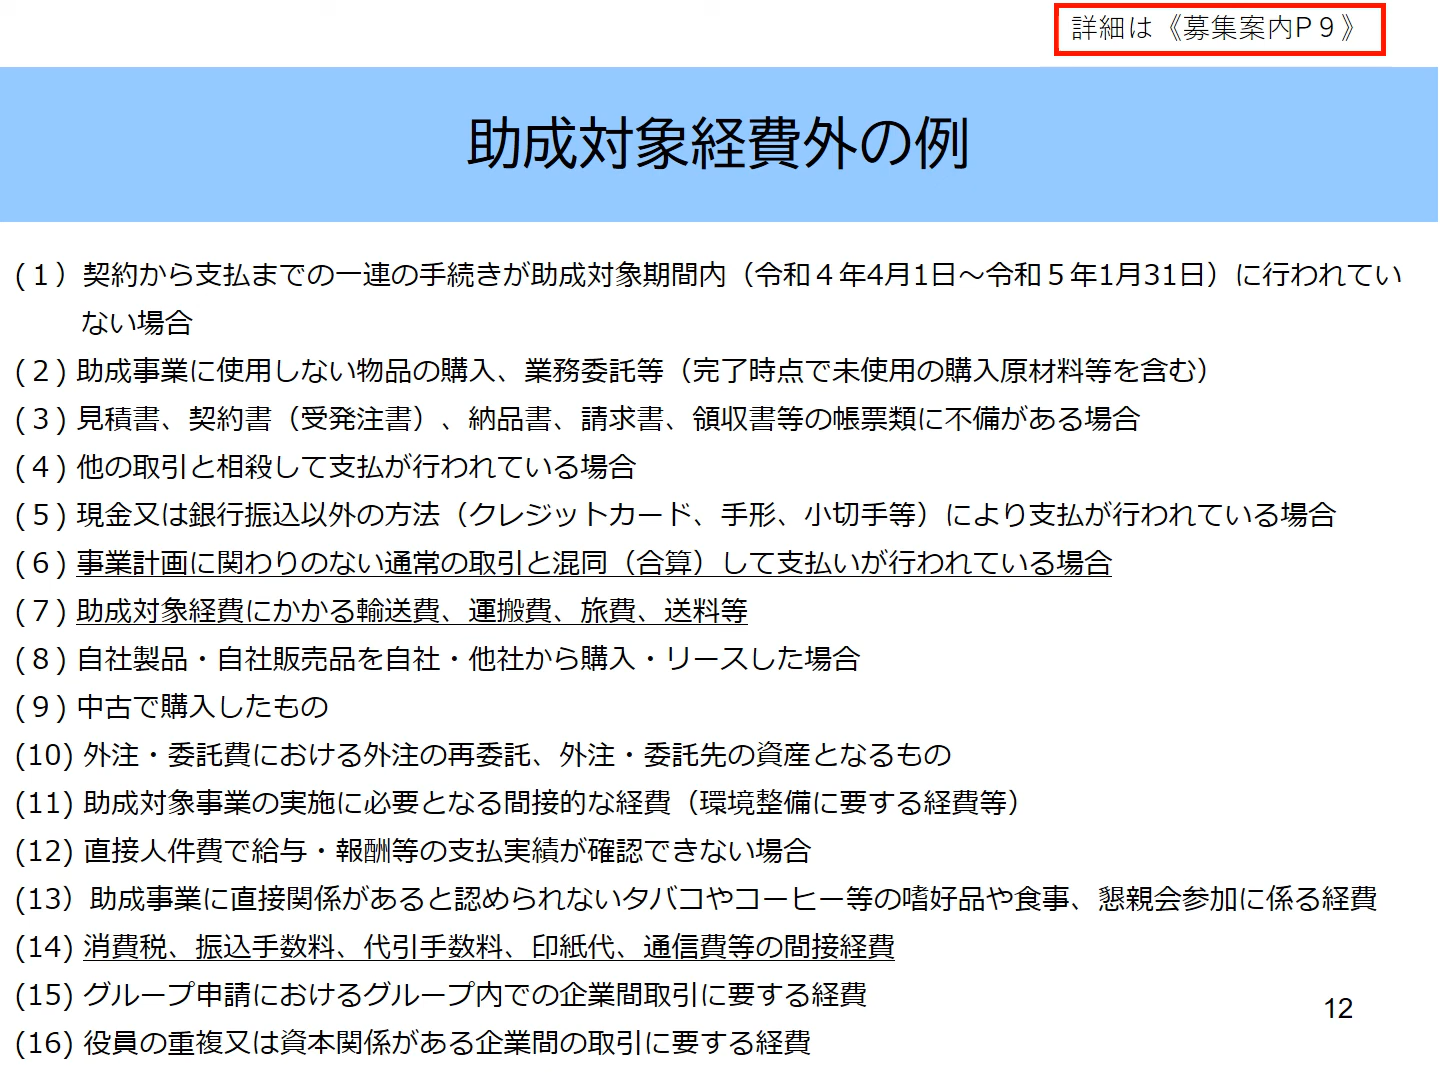 詳細は《募集案内P９》
助成対象経費外の例
(１）契約から支払までの一連の手続きが助成対象期間内（令和４年4月1日～令和５年1月31日）に行われてい
ない場合
(２) 助成事業に使用しない物品の購入、業務委託等（完了時点で未使用の購入原材料等を含む）
(３) 見積書、契約書（受発注書）、納品書、請求書、領収書等の帳票類に不備がある場合
(４) 他の取引と相殺して支払が行われている場合
(５) 現金又は銀行振込以外の方法（クレジットカード、手形、小切手等）により支払が行われている場合
(６) 事業計画に関わりのない通常の取引と混同（合算）して支払いが行われている場合
(７) 助成対象経費にかかる輸送費、運搬費、旅費、送料等
(８) 自社製品・自社販売品を自社・他社から購入・リースした場合
(９) 中古で購入したもの
(10) 外注・委託費における外注の再委託、外注・委託先の資産となるもの
(11) 助成対象事業の実施に必要となる間接的な経費（環境整備に要する経費等）
(12) 直接人件費で給与・報酬等の支払実績が確認できない場合
(13）助成事業に直接関係があると認められないタバコやコーヒー等の嗜好品や食事、懇親会参加に係る経費
(14) 消費税、振込手数料、代引手数料、印紙代、通信費等の間接経費
(15) グループ申請におけるグループ内での企業間取引に要する経費
(16) 役員の重複又は資本関係がある企業間の取引に要する経費
12